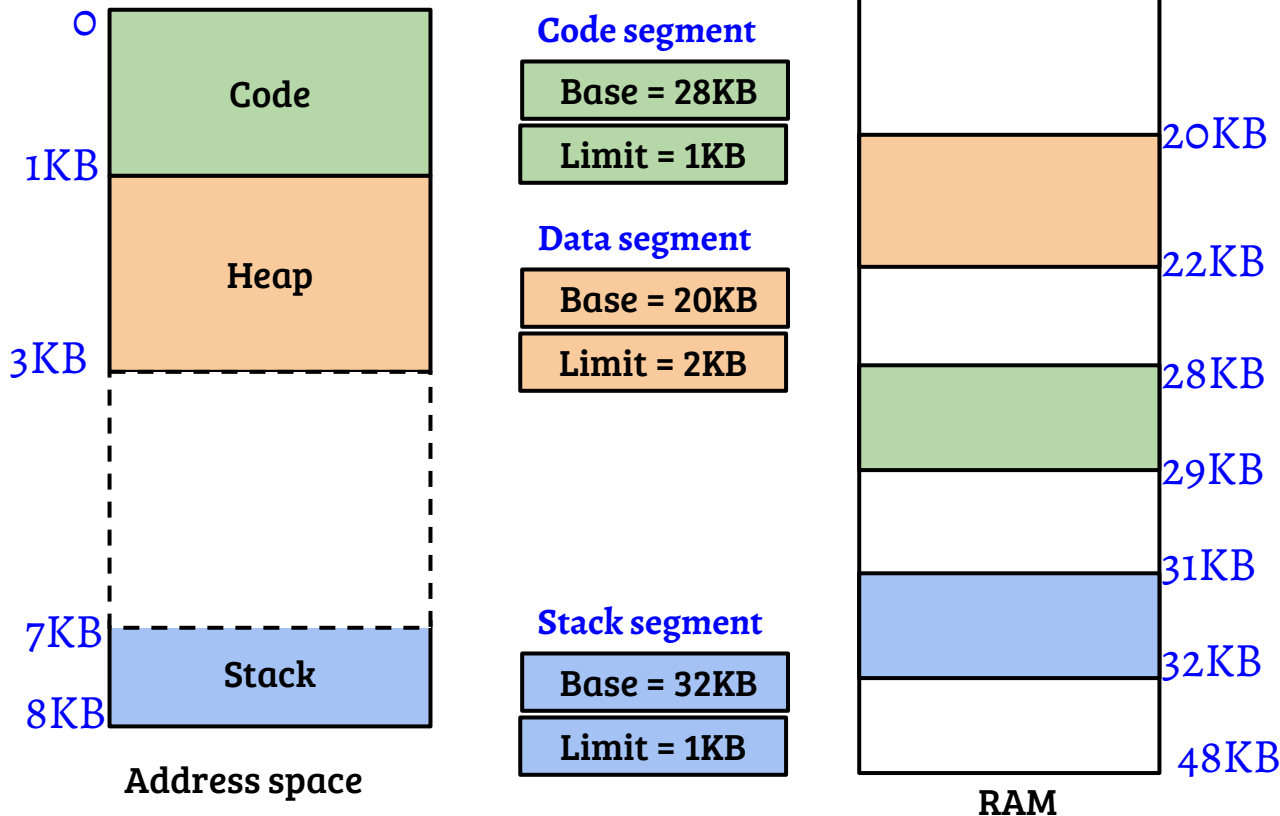 0
Code
1KB
Heap
3KB
7KB
Stack
8KB
Address space
Code segment
Base = 28KB
Limit = 1KB
Data segment
Base = 20KB
Limit = 2KB
Stack segment
Base = 32KB
Limit = 1KB
20KB
22KB
28KB
29KB
31KB
32KB
48KB
RAM